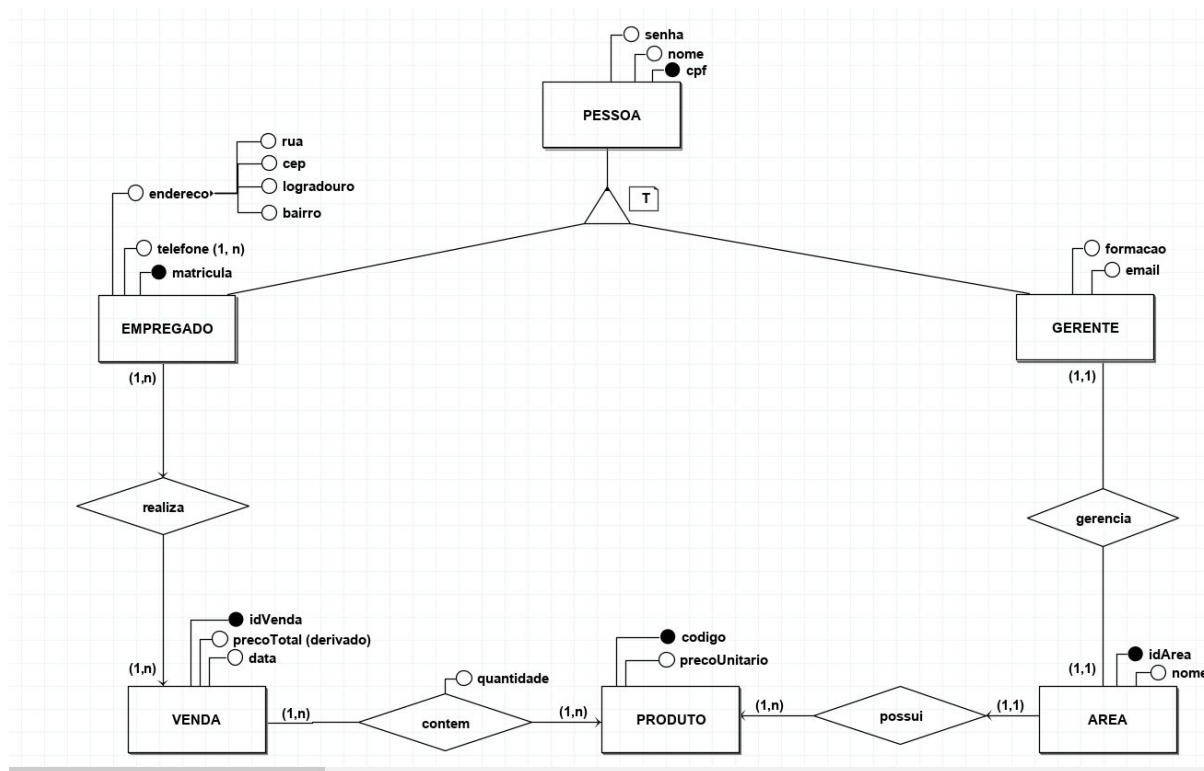 senha
nome
cpf
PESSOA
T
rua
cep
logradouro
bairro
endereco
telefone (1, n)
matricula
EMPREGADO
formacao
email
GERENTE
(1,n)
(1,1)
realiza
gerencia
idVenda
precoTotal (derivado)
data
(1,n)
VENDA
(1,n)
quantidade
contem
(1,n)
codigo
precoUnitario
PRODUTO
(1,n)
possui
(1,1)
(1,1)
idArea
nome
AREA